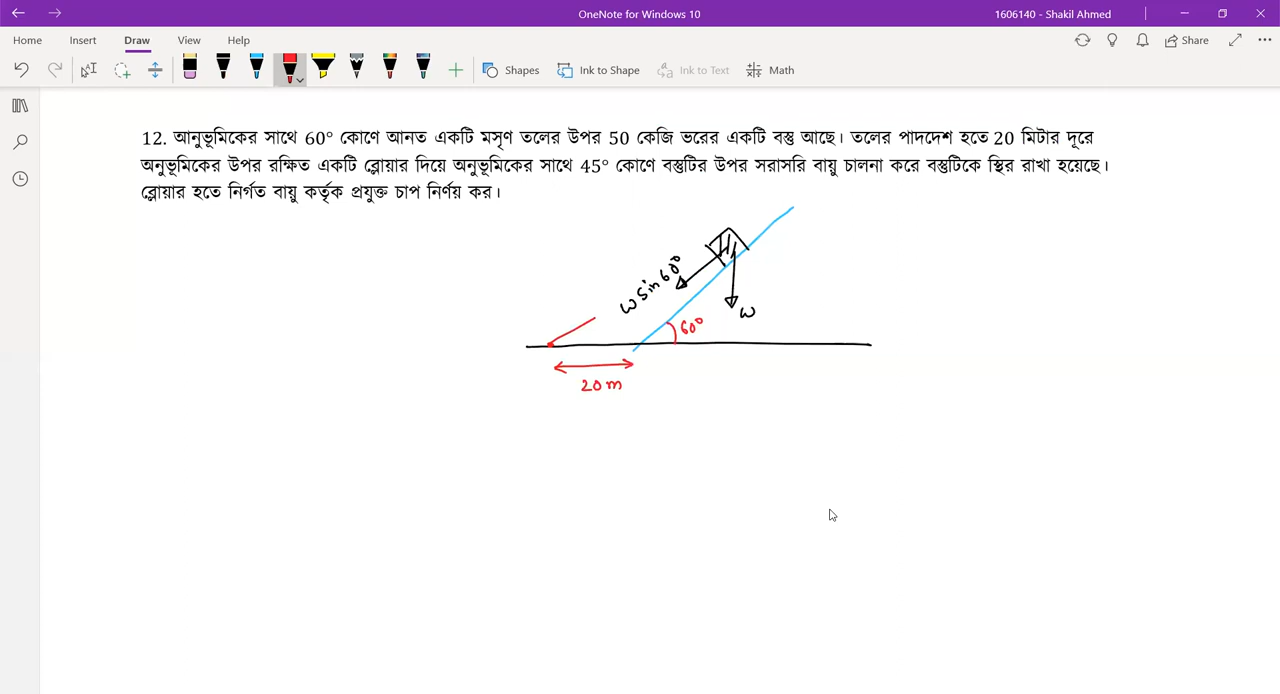 OneNote for Windows 10
1606140 - Shakil Ahmed
Home Insert Draw View Help
Share
Shapes Ink to Shape Ink to Text Math
12. আনুভূমিকের সাথে 60° কোণে আনত একটি মসৃণ তলের উপর 50 কেজি ভরের একটি বস্তু আছে। তলের পাদদেশ হতে 20 মিটার দূরে
অনুভূমিকের উপর রক্ষিত একটি ব্লোয়ার দিয়ে অনুভূমিকের সাথে 45° কোণে বস্তুটির উপর সরাসরি বায়ু চালনা করে বস্তুটিকে স্থির রাখা হয়েছে।
ব্লোয়ার হতে নির্গত বায়ু কর্তৃক প্রযুক্ত চাপ নির্ণয় কর।
w sin 60°
w
60°
20 m